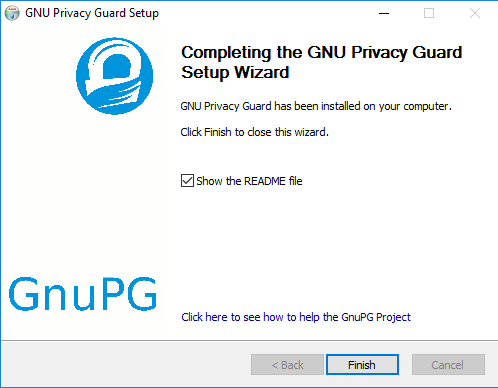 GNU Privacy Guard Setup
Completing the GNU Privacy Guard
Setup Wizard
GNU Privacy Guard has been installed on your computer.
Click Finish to close this wizard.
Show the README file
GnuPG
Click here to see how to help the GnuPG Project
< Back
Finish
Cancel